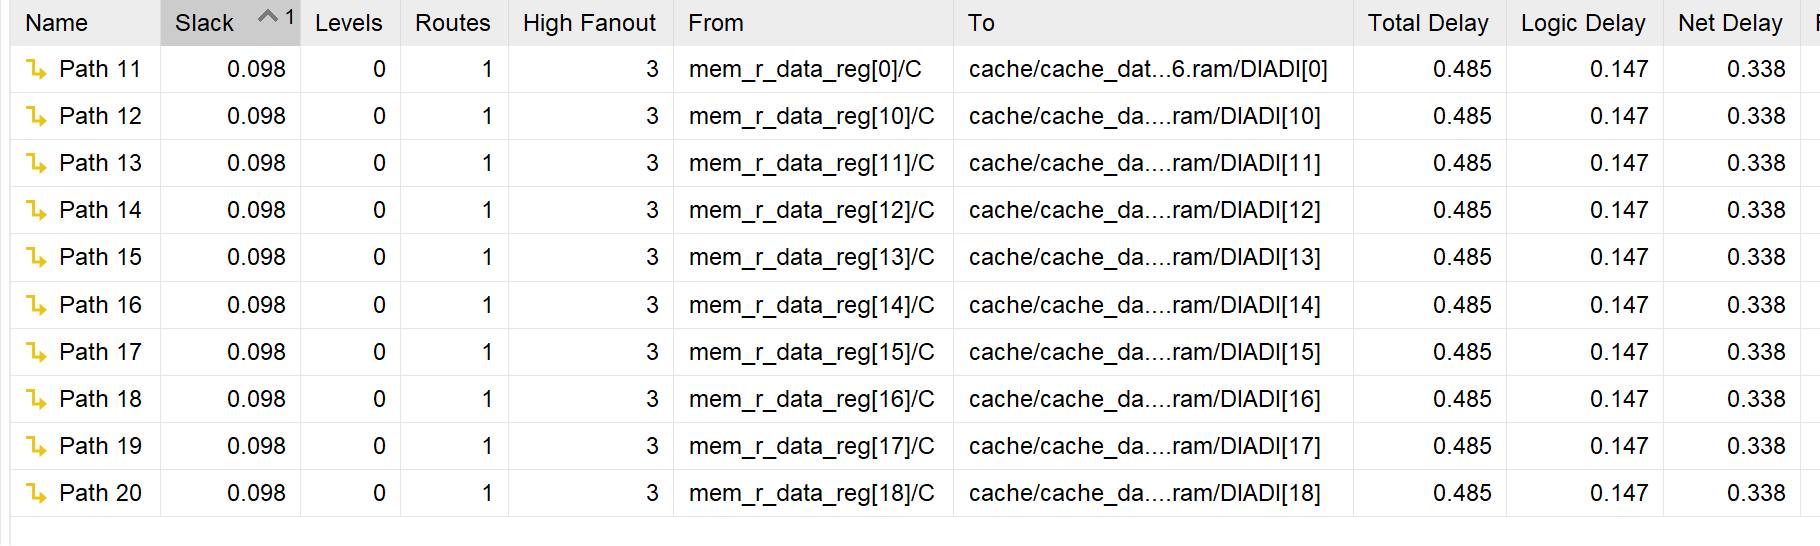 Name Slack 1 Levels Routes High Fanout From To Total Delay Logic Delay Net Delay
Path 11 0.098 0 1 3 mem_r_data_reg[0]/C cache/cache_dat...6.ram/DIADI[0] 0.485 0.147 0.338
Path 12 0.098 0 1 3 mem_r_data_reg[10]/C cache/cache_da....ram/DIADI[10] 0.485 0.147 0.338
Path 13 0.098 0 1 3 mem_r_data_reg[11]/C cache/cache_da....ram/DIADI[11] 0.485 0.147 0.338
Path 14 0.098 0 1 3 mem_r_data_reg[12]/C cache/cache_da....ram/DIADI[12] 0.485 0.147 0.338
Path 15 0.098 0 1 3 mem_r_data_reg[13]/C cache/cache_da....ram/DIADI[13] 0.485 0.147 0.338
Path 16 0.098 0 1 3 mem_r_data_reg[14]/C cache/cache_da....ram/DIADI[14] 0.485 0.147 0.338
Path 17 0.098 0 1 3 mem_r_data_reg[15]/C cache/cache_da....ram/DIADI[15] 0.485 0.147 0.338
Path 18 0.098 0 1 3 mem_r_data_reg[16]/C cache/cache_da....ram/DIADI[16] 0.485 0.147 0.338
Path 19 0.098 0 1 3 mem_r_data_reg[17]/C cache/cache_da....ram/DIADI[17] 0.485 0.147 0.338
Path 20 0.098 0 1 3 mem_r_data_reg[18]/C cache/cache_da....ram/DIADI[18] 0.485 0.147 0.338